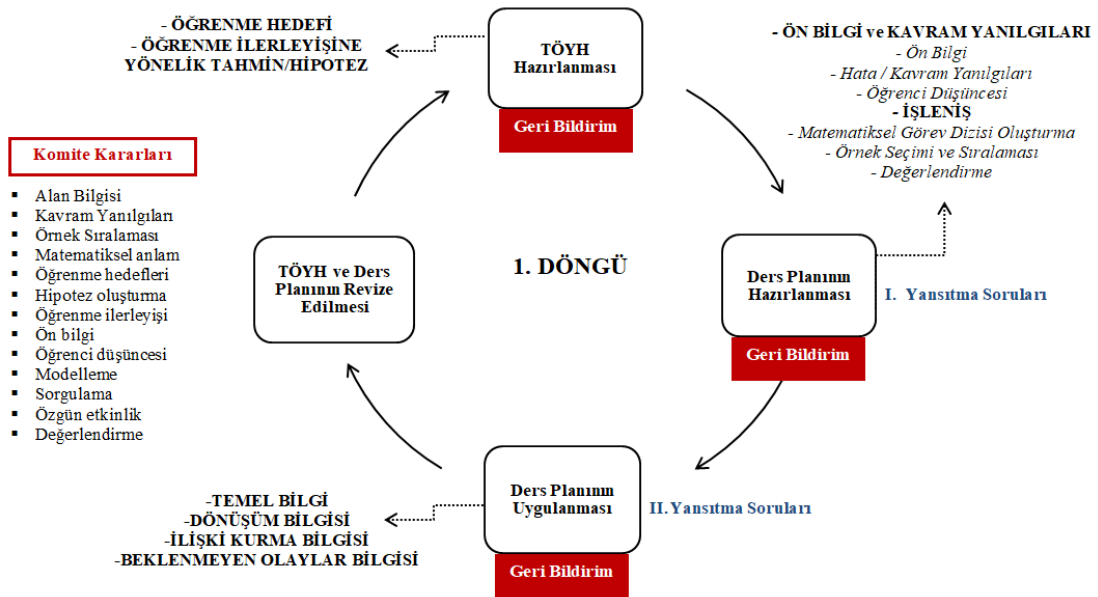 - ÖĞRENME HEDEFİ
- ÖĞRENME İLERLEYİŞİNE
YÖNELİK TAHMİN/HİPOTEZ
TÖYH
Hazırlanması
Geri Bildirim
- ÖN BİLGİ ve KAVRAM YANILGILARI
- Ön Bilgi
- Hata / Kavram Yanılgıları
- Öğrenci Düşüncesi
- İŞLENİŞ
- Matematiksel Görev Dizisi Oluşturma
- Örnek Seçimi ve Sıralaması
- Değerlendirme
Komite Kararları
▪ Alan Bilgisi
▪ Kavram Yanılgıları
▪ Örnek Sıralaması
▪ Matematiksel anlam
▪ Öğrenme hedefleri
▪ Hipotez oluşturma
▪ Öğrenme ilerleyişi
▪ Ön bilgi
▪ Öğrenci düşüncesi
▪ Modelleme
▪ Sorgulama
▪ Özgün etkinlik
▪ Değerlendirme
TÖYH ve Ders
Planının Revize
Edilmesi
1. DÖNGÜ
Ders Planının
Hazırlanması
Geri Bildirim
I. Yansıtma Soruları
-TEMEL BİLGİ
-DÖNÜŞÜM BİLGİSİ
-İLİŞKİ KURMA BİLGİSİ
-BEKLENMEYEN OLAYLAR BİLGİSİ
Ders Planının
Uygulanması
Geri Bildirim
II.Yansıtma Soruları